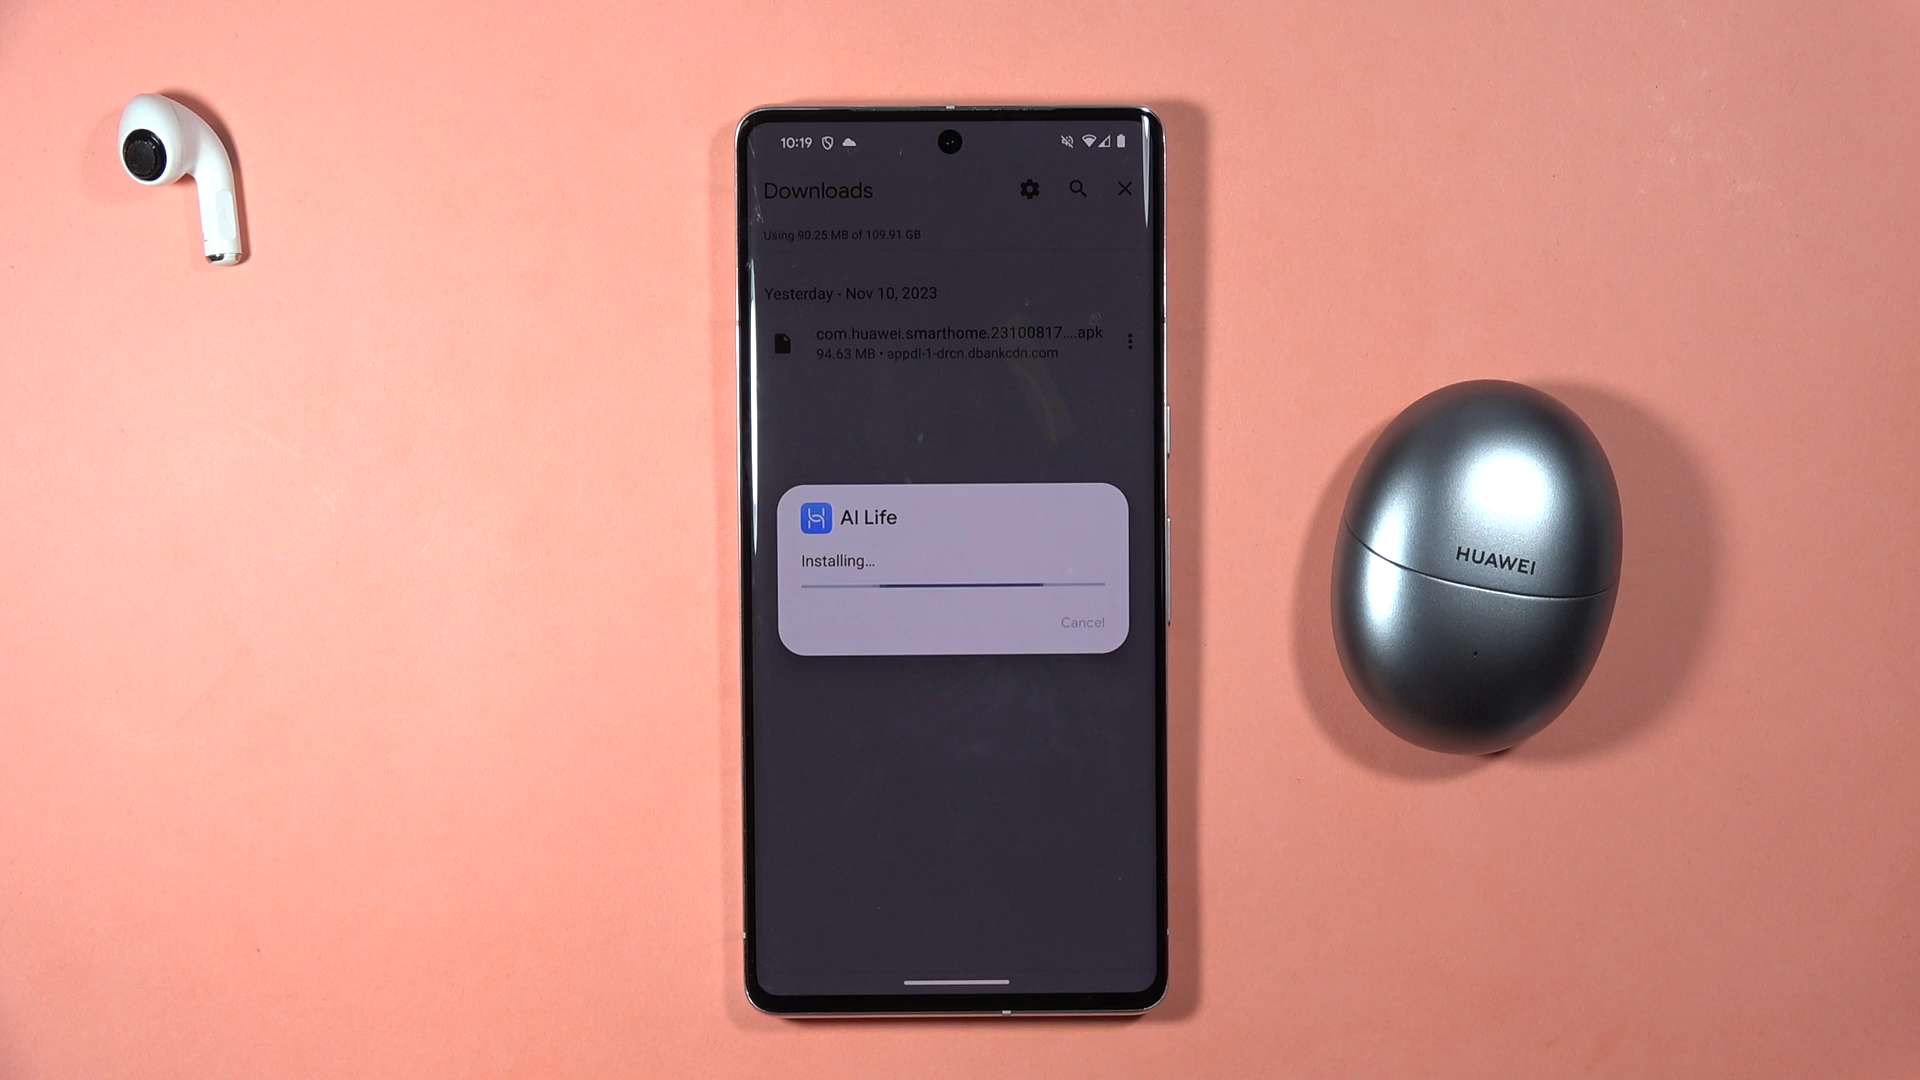 10:19
Downloads
Using 90.25 MB of 109.91 GB
Yesterday - Nov 10, 2023
com.huawei.smarthome.23100817....apk
94.63 MB • appdl-1-drcn.dbankcdn.com
AI Life
Installing...
Cancel
HUAWEI